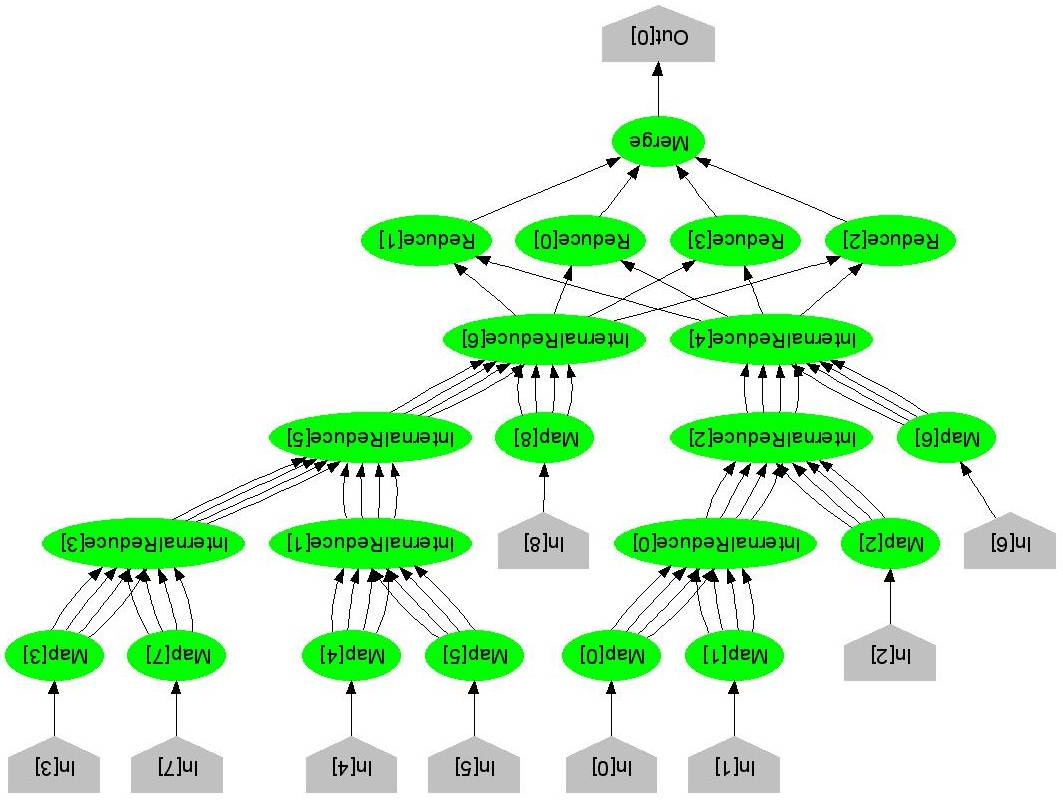 In[1]
In[0]
In[5]
In[4]
In[7]
In[3]
In[2]
Map[1]
Map[0]
Map[5]
Map[4]
Map[7]
Map[3]
In[6]
Map[2]
InternalReduce[0]
In[8]
InternalReduce[1]
InternalReduce[3]
Map[6]
InternalReduce[2]
Map[8]
InternalReduce[5]
InternalReduce[4]
InternalReduce[6]
Reduce[2]
Reduce[3]
Reduce[0]
Reduce[1]
Merge
Out[0]